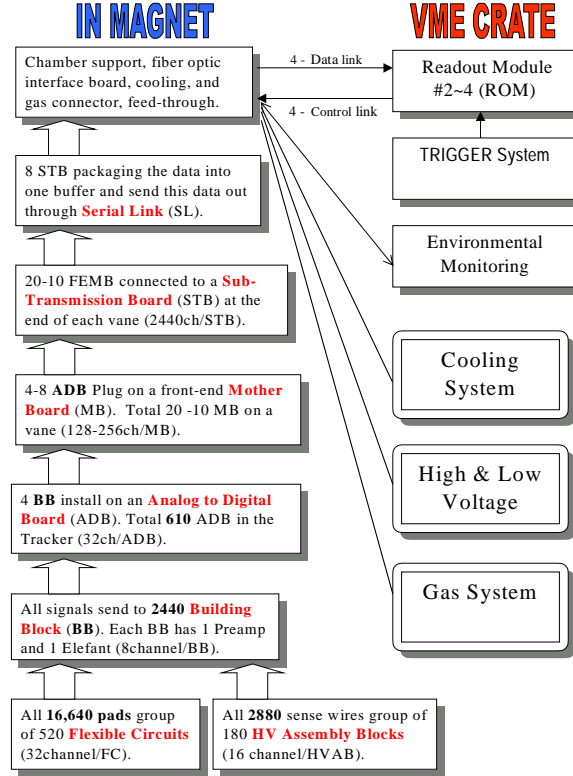 IN MAGNET
VME CRATE
Chamber support, fiber optic
interface board, cooling, and
gas connector, feed-through.
4 - Data link
4 - Control link
Readout Module
#2~4 (ROM)
TRIGGER System
8 STB packaging the data into
one buffer and send this data out
through Serial Link (SL).
Environmental
Monitoring
20-10 FEMB connected to a Sub-
Transmission Board (STB) at the
end of each vane (2440ch/STB).
Cooling
System
4-8 ADB Plug on a front-end Mother
Board (MB). Total 20 -10 MB on a
vane (128-256ch/MB).
High & Low
Voltage
4 BB install on an Analog to Digital
Board (ADB). Total 610 ADB in the
Tracker (32ch/ADB).
Gas System
All signals send to 2440 Building
Block (BB). Each BB has 1 Preamp
and 1 Elefant (8channel/BB).
All 16,640 pads group
of 520 Flexible Circuits
(32channel/FC).
All 2880 sense wires group of
180 HV Assembly Blocks
(16 channel/HVAB).